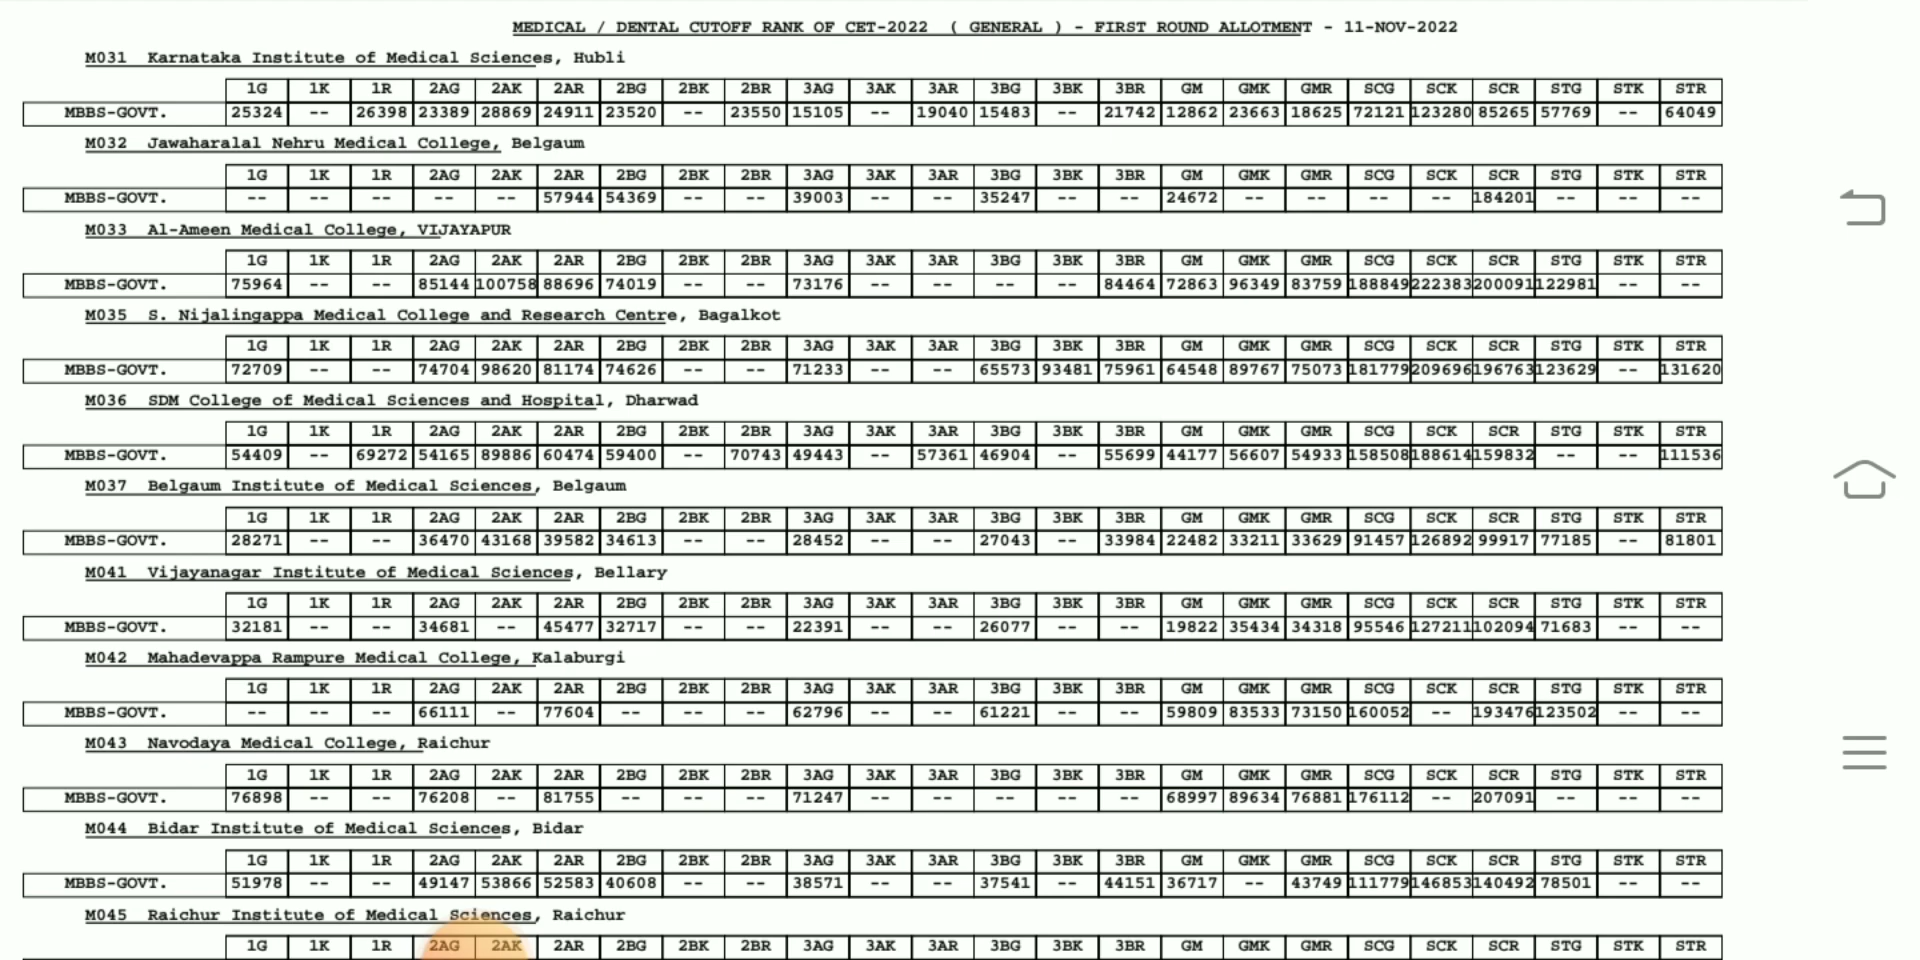 MEDICAL / DENTAL CUTOFF RANK OF CET-2022 ( GENERAL ) - FIRST ROUND ALLOTMENT - 11-NOV-2022
M031 Karnataka Institute of Medical Sciences, Hubli
1G 1K 1R 2AG 2AK 2AR 2BG 2BK 2BR 3AG 3AK 3AR 3BG 3BK 3BR GM GMK GMR SCG SCK SCR STG STK STR
MBBS-GOVT. 25324 -- 26398 23389 28869 24911 23520 -- 23550 15105 -- 19040 15483 -- 21742 12862 23663 18625 72121 123280 85265 57769 -- 64049
M032 Jawaharalal Nehru Medical College, Belgaum
1G 1K 1R 2AG 2AK 2AR 2BG 2BK 2BR 3AG 3AK 3AR 3BG 3BK 3BR GM GMK GMR SCG SCK SCR STG STK STR
MBBS-GOVT. -- -- -- -- -- 57944 54369 -- -- 39003 -- -- 35247 -- -- 24672 -- -- -- -- 184201 -- -- --
M033 Al-Ameen Medical College, VIJAYAPUR
1G 1K 1R 2AG 2AK 2AR 2BG 2BK 2BR 3AG 3AK 3AR 3BG 3BK 3BR GM GMK GMR SCG SCK SCR STG STK STR
MBBS-GOVT. 75964 -- -- 85144 100758 88696 74019 -- -- 73176 -- -- -- -- 84464 72863 96349 83759 188849 222383 200091 122981 -- --
M035 S. Nijalingappa Medical College and Research Centre, Bagalkot
1G 1K 1R 2AG 2AK 2AR 2BG 2BK 2BR 3AG 3AK 3AR 3BG 3BK 3BR GM GMK GMR SCG SCK SCR STG STK STR
MBBS-GOVT. 72709 -- -- 74704 98620 81174 74626 -- -- 71233 -- -- 65573 93481 75961 64548 89767 75073 181779 209696 196763 123629 -- 131620
M036 SDM College of Medical Sciences and Hospital, Dharwad
1G 1K 1R 2AG 2AK 2AR 2BG 2BK 2BR 3AG 3AK 3AR 3BG 3BK 3BR GM GMK GMR SCG SCK SCR STG STK STR
MBBS-GOVT. 54409 -- 69272 54165 89886 60474 59400 -- 70743 49443 -- 57361 46904 -- 55699 44177 56607 54933 158508 188614 159832 -- -- 111536
M037 Belgaum Institute of Medical Sciences, Belgaum
1G 1K 1R 2AG 2AK 2AR 2BG 2BK 2BR 3AG 3AK 3AR 3BG 3BK 3BR GM GMK GMR SCG SCK SCR STG STK STR
MBBS-GOVT. 28271 -- -- 36470 43168 39582 34613 -- -- 28452 -- -- 27043 -- 33984 22482 33211 33629 91457 126892 99917 77185 -- 81801
M041 Vijayanagar Institute of Medical Sciences, Bellary
1G 1K 1R 2AG 2AK 2AR 2BG 2BK 2BR 3AG 3AK 3AR 3BG 3BK 3BR GM GMK GMR SCG SCK SCR STG STK STR
MBBS-GOVT. 32181 -- -- 34681 -- 45477 32717 -- -- 22391 -- -- 26077 -- -- 19822 35434 34318 95546 127211 102094 71683 -- --
M042 Mahadevappa Rampure Medical College, Kalaburgi
1G 1K 1R 2AG 2AK 2AR 2BG 2BK 2BR 3AG 3AK 3AR 3BG 3BK 3BR GM GMK GMR SCG SCK SCR STG STK STR
MBBS-GOVT. -- -- -- 66111 -- 77604 -- -- -- 62796 -- -- 61221 -- -- 59809 83533 73150 160052 -- 193476 123502 -- --
M043 Navodaya Medical College, Raichur
1G 1K 1R 2AG 2AK 2AR 2BG 2BK 2BR 3AG 3AK 3AR 3BG 3BK 3BR GM GMK GMR SCG SCK SCR STG STK STR
MBBS-GOVT. 76898 -- -- 76208 -- 81755 -- -- -- 71247 -- -- -- -- -- 68997 89634 76881 176112 -- 207091 -- -- --
M044 Bidar Institute of Medical Sciences, Bidar
1G 1K 1R 2AG 2AK 2AR 2BG 2BK 2BR 3AG 3AK 3AR 3BG 3BK 3BR GM GMK GMR SCG SCK SCR STG STK STR
MBBS-GOVT. 51978 -- -- 49147 53866 52583 40608 -- -- 38571 -- -- 37541 -- 44151 36717 -- 43749 111779 146853 140492 78501 -- --
M045 Raichur Institute of Medical Sciences, Raichur
1G 1K 1R 2AG 2AK 2AR 2BG 2BK 2BR 3AG 3AK 3AR 3BG 3BK 3BR GM GMK GMR SCG SCK SCR STG STK STR